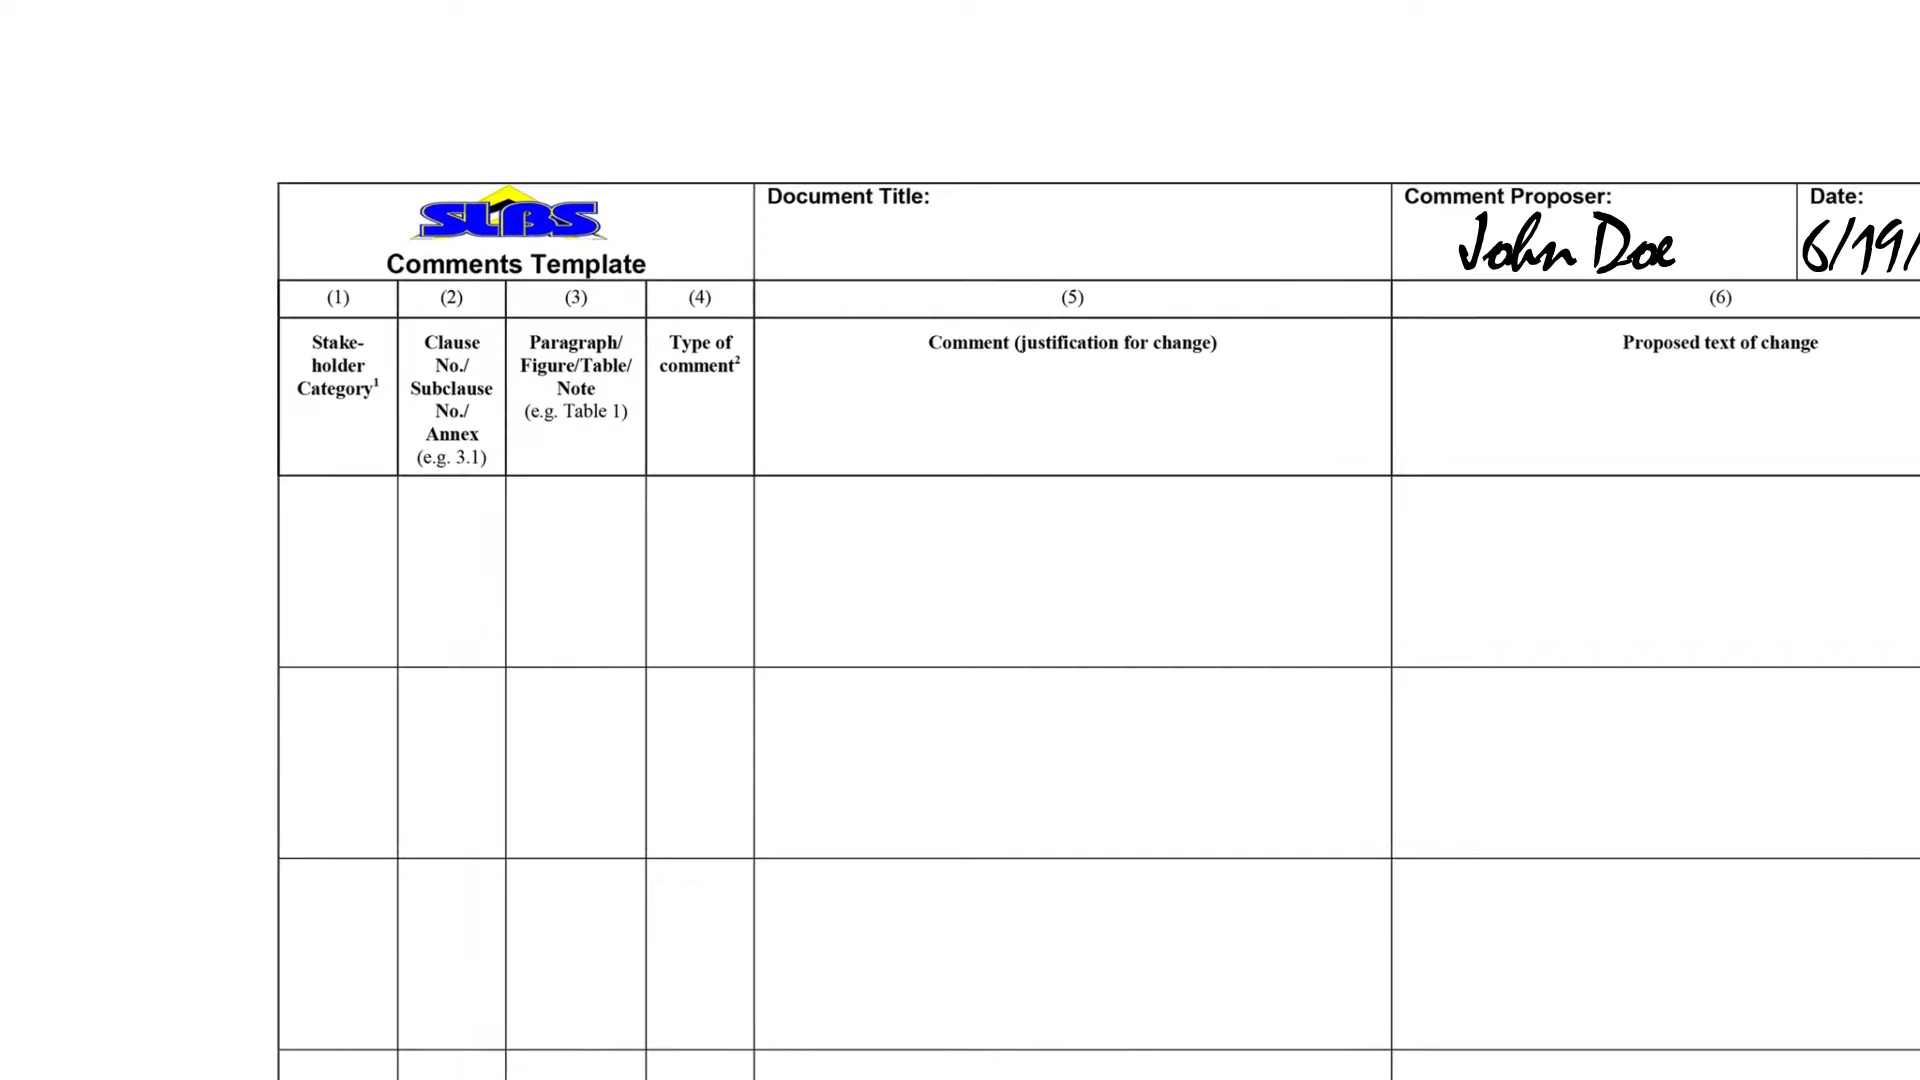 SLBS
Comments Template
Document Title:
Comment Proposer:
John Doe
Date:
6/19/
(1)
(2)
(3)
(4)
(5)
(6)
Stake-
holder
Category1
Clause
No./
Subclause
No./
Annex
(e.g. 3.1)
Paragraph/
Figure/Table/
Note
(e.g. Table 1)
Type of
comment2
Comment (justification for change)
Proposed text of change